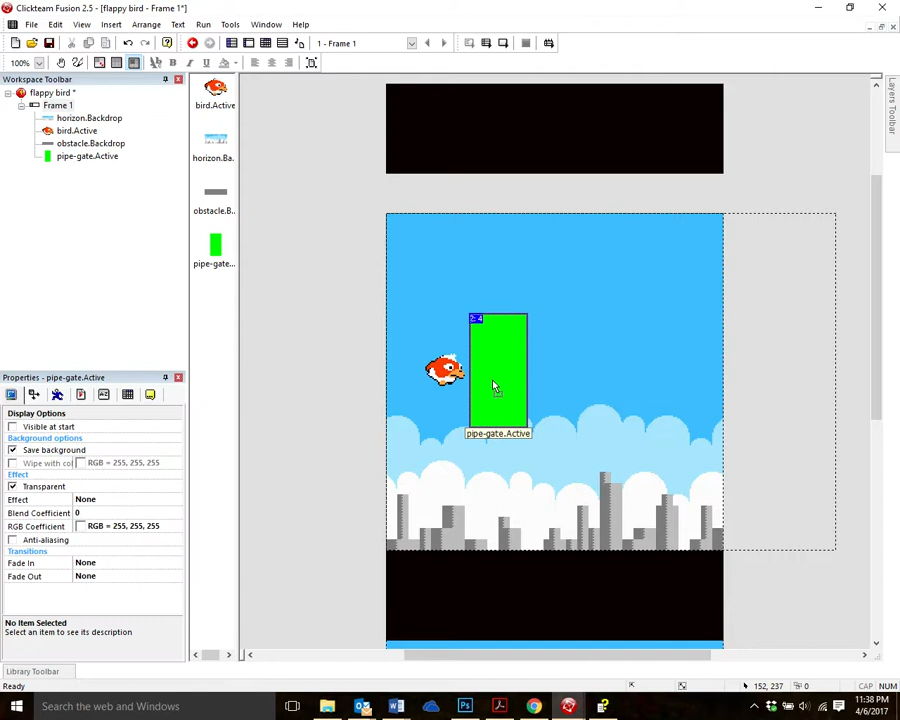 Clickteam Fusion 2.5 - [flappy bird - Frame 1*]
File Edit View Insert Arrange Text Run Tools Window Help
1 - Frame 1
100% B I U
Workspace Toolbar
flappy bird *
Frame 1
horizon.Backdrop
bird.Active
obstacle.Backdrop
pipe-gate.Active
bird.Active
horizon.Ba..
obstacle.B..
pipe-gate...
Layers Toolbar
pipe-gate.Active
Properties - pipe-gate.Active
Display Options
Visible at start
Background options
Save background
Wipe with col RGB = 255, 255, 255
Effect
Transparent
Effect None
Blend Coefficient 0
RGB Coefficient RGB = 255, 255, 255
Anti-aliasing
Transitions
Fade In None
Fade Out None
No Item Selected
Select an item to see its description
Library Toolbar
Ready 152, 237 0 CAP NUM
Search the web and Windows
11:38 PM
4/6/2017